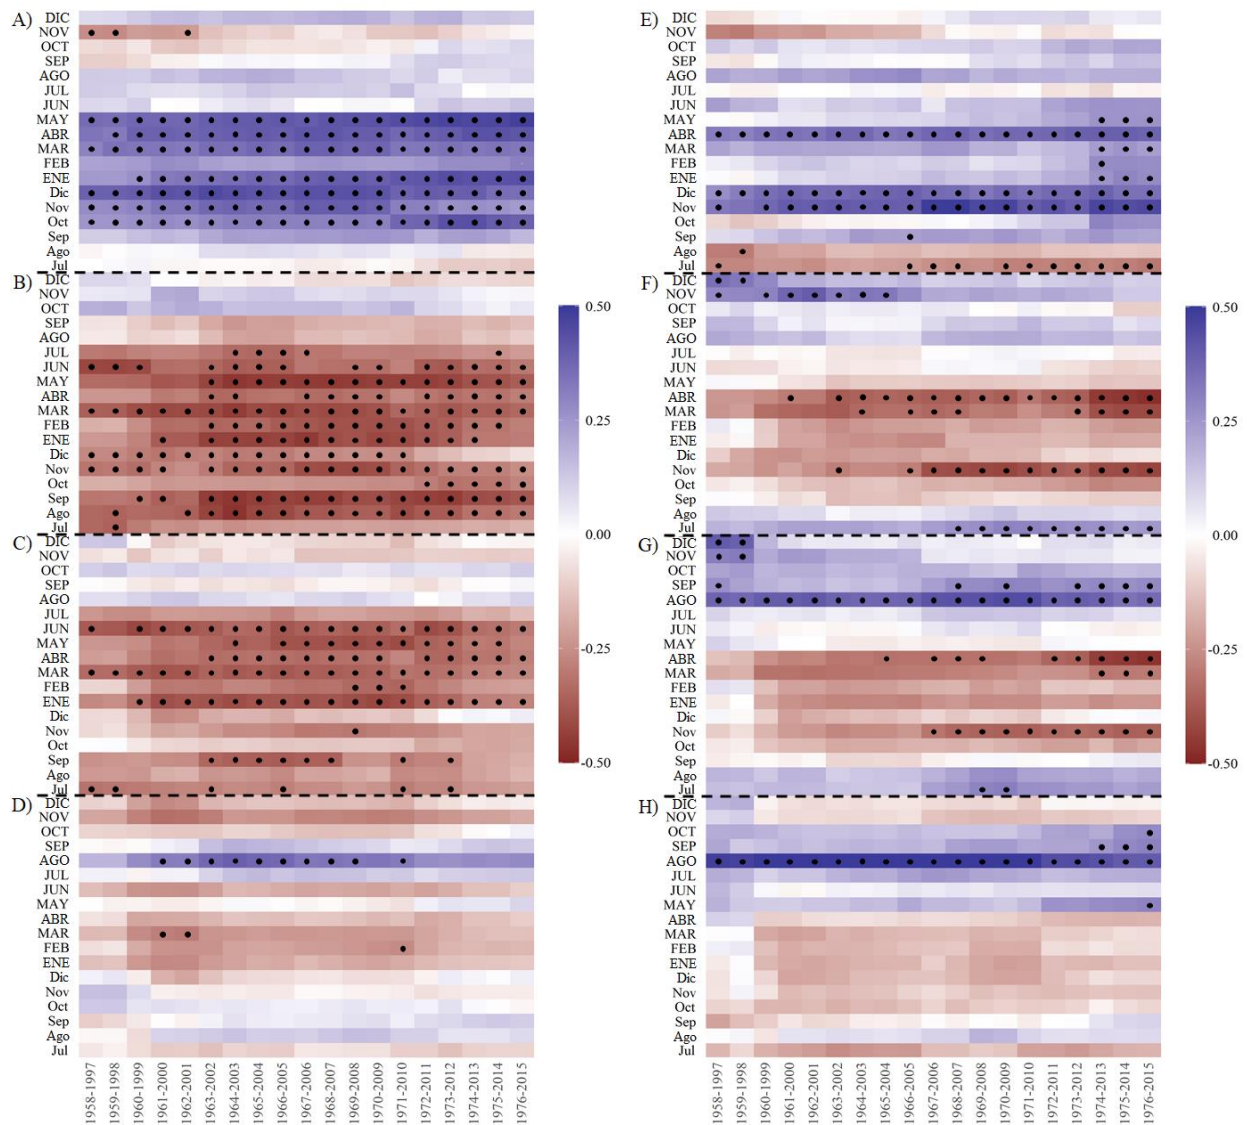 A)
DIC
NOV
OCT
SEP
AGO
JUL
JUN
MAY
ABR
MAR
FEB
ENE
Dic
Nov
Oct
Sep
Ago
Jul
B)
DIC
NOV
OCT
SEP
AGO
JUL
JUN
MAY
ABR
MAR
FEB
ENE
Dic
Nov
Oct
Sep
Ago
Jul
C)
DIC
NOV
OCT
SEP
AGO
JUL
JUN
MAY
ABR
MAR
FEB
ENE
Dic
Nov
Oct
Sep
Ago
Jul
D)
DIC
NOV
OCT
SEP
AGO
JUL
JUN
MAY
ABR
MAR
FEB
ENE
Dic
Nov
Oct
Sep
Ago
Jul
1958-1997
1959-1998
1960-1999
1961-2000
1962-2001
1963-2002
1964-2003
1965-2004
1966-2005
1967-2006
1968-2007
1969-2008
1970-2009
1971-2010
1972-2011
1973-2012
1974-2013
1975-2014
1976-2015
0.50
0.25
0.00
-0.25
-0.50
E)
DIC
NOV
OCT
SEP
AGO
JUL
JUN
MAY
ABR
MAR
FEB
ENE
Dic
Nov
Oct
Sep
Ago
Jul
F)
DIC
NOV
OCT
SEP
AGO
JUL
JUN
MAY
ABR
MAR
FEB
ENE
Dic
Nov
Oct
Sep
Ago
Jul
G)
DIC
NOV
OCT
SEP
AGO
JUL
JUN
MAY
ABR
MAR
FEB
ENE
Dic
Nov
Oct
Sep
Ago
Jul
H)
DIC
NOV
OCT
SEP
AGO
JUL
JUN
MAY
ABR
MAR
FEB
ENE
Dic
Nov
Oct
Sep
Ago
Jul
1958-1997
1959-1998
1960-1999
1961-2000
1962-2001
1963-2002
1964-2003
1965-2004
1966-2005
1967-2006
1968-2007
1969-2008
1970-2009
1971-2010
1972-2011
1973-2012
1974-2013
1975-2014
1976-2015
0.50
0.25
0.00
-0.25
-0.50